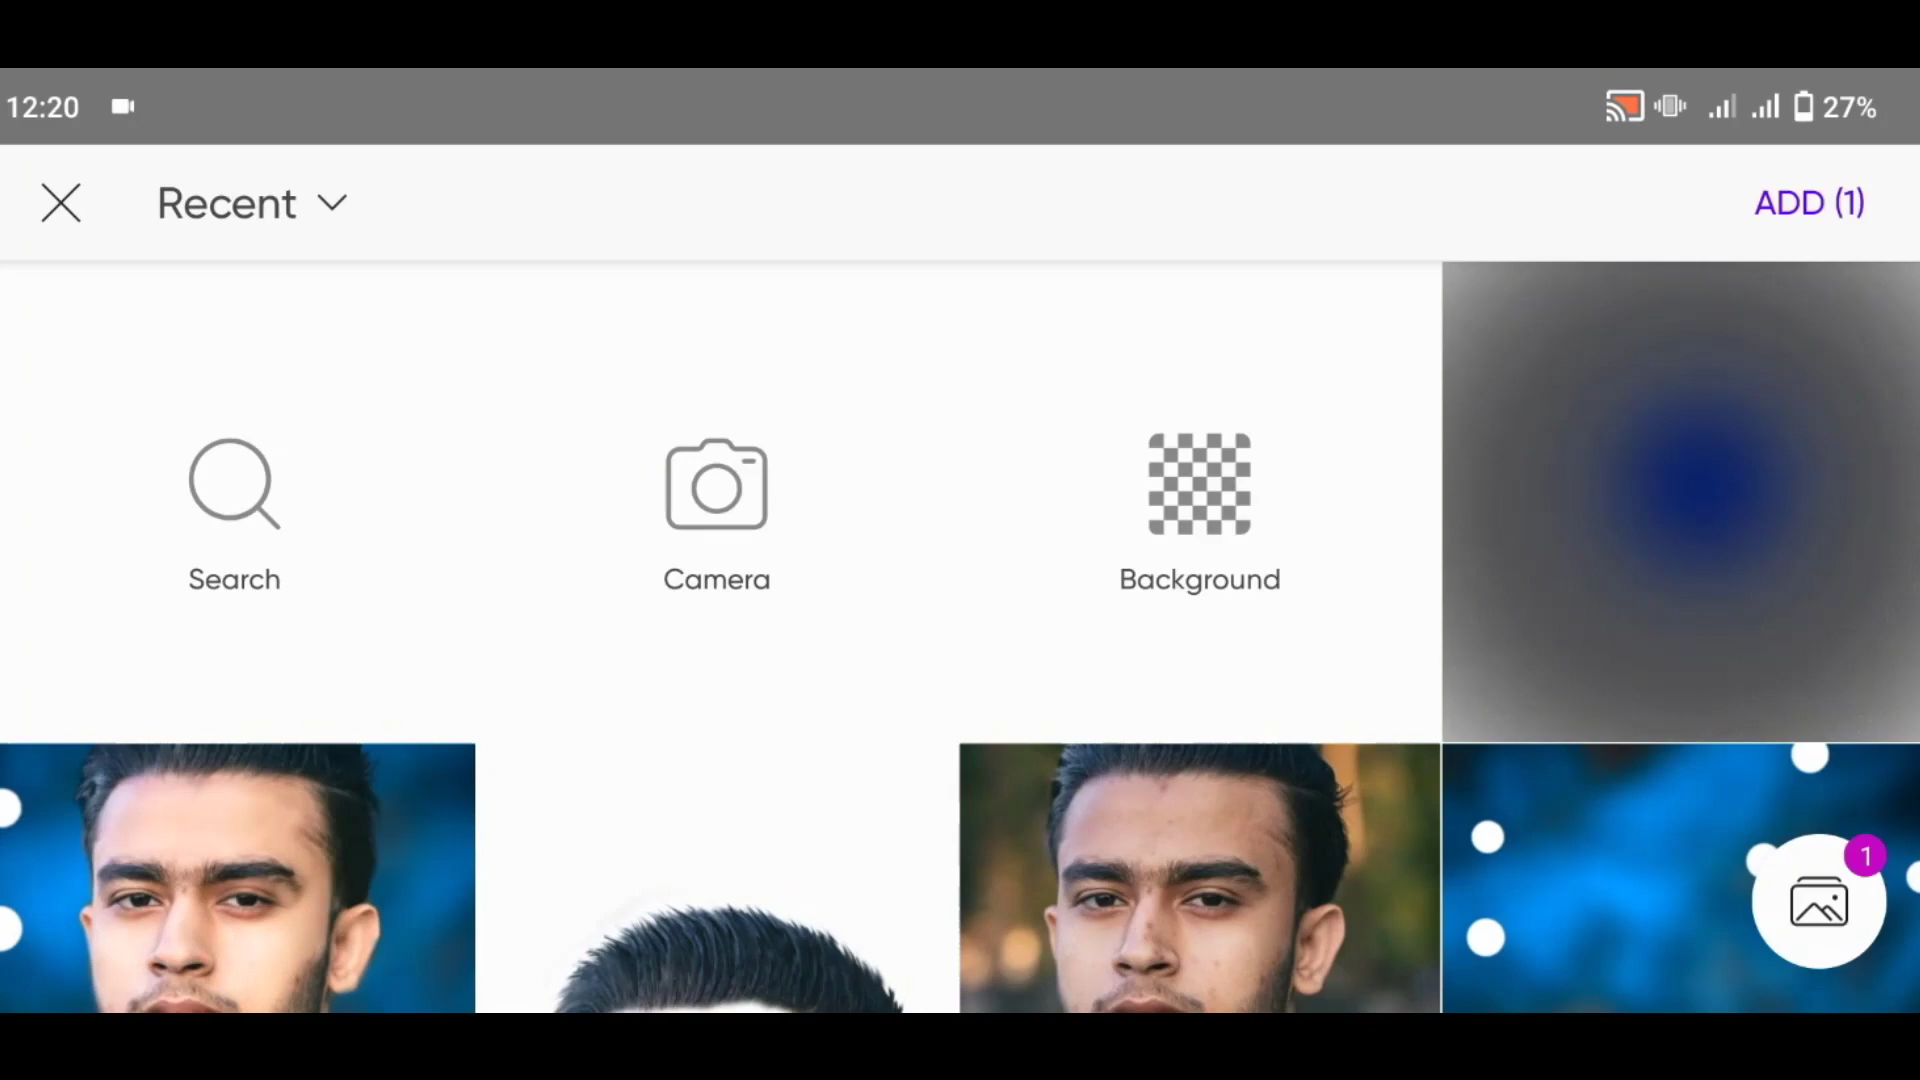 12:20
27%
Recent
ADD (1)
Search
Camera
Background
1